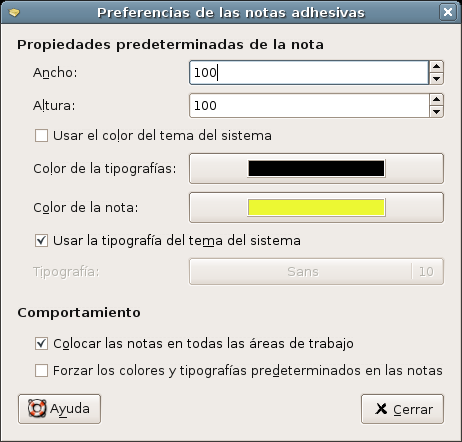 Preferencias de las notas adhesivas
Propiedades predeterminadas de la nota
Ancho: 100
Altura: 100
Usar el color del tema del sistema
Color de la tipografías:
Color de la nota:
Usar la tipografía del tema del sistema
Tipografía: Sans 10
Comportamiento
Colocar las notas en todas las áreas de trabajo
Forzar los colores y tipografías predeterminados en las notas
Ayuda Cerrar